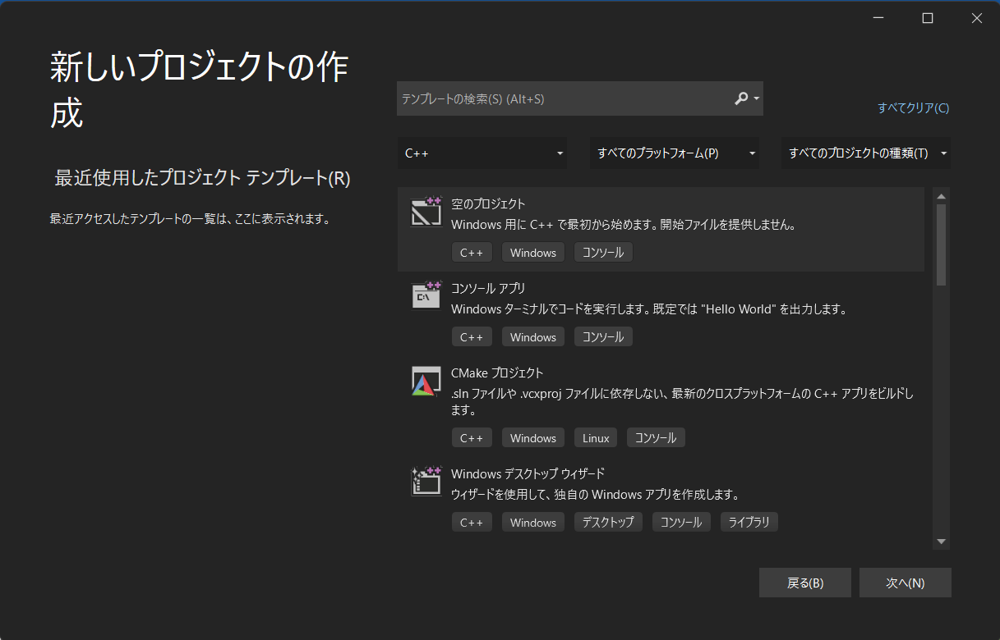 新しいプロジェクトの作
成
最近使用したプロジェクト テンプレート(R)
最近アクセスしたテンプレートの一覧は、ここに表示されます。
テンプレートの検索(S) (Alt+S)
すべてクリア(C)
C++
すべてのプラットフォーム(P)
すべてのプロジェクトの種類(T)
空のプロジェクト
Windows 用に C++ で最初から始めます。開始ファイルを提供しません。
C++ Windows コンソール
コンソール アプリ
Windows ターミナルでコードを実行します。既定では "Hello World" を出力します。
C++ Windows コンソール
CMake プロジェクト
.sln ファイルや .vcxproj ファイルに依存しない、最新のクロスプラットフォームの C++ アプリをビルドし
ます。
C++ Windows Linux コンソール
Windows デスクトップ ウィザード
ウィザードを使用して、独自の Windows アプリを作成します。
C++ Windows デスクトップ コンソール ライブラリ
戻る(B)
次へ(N)